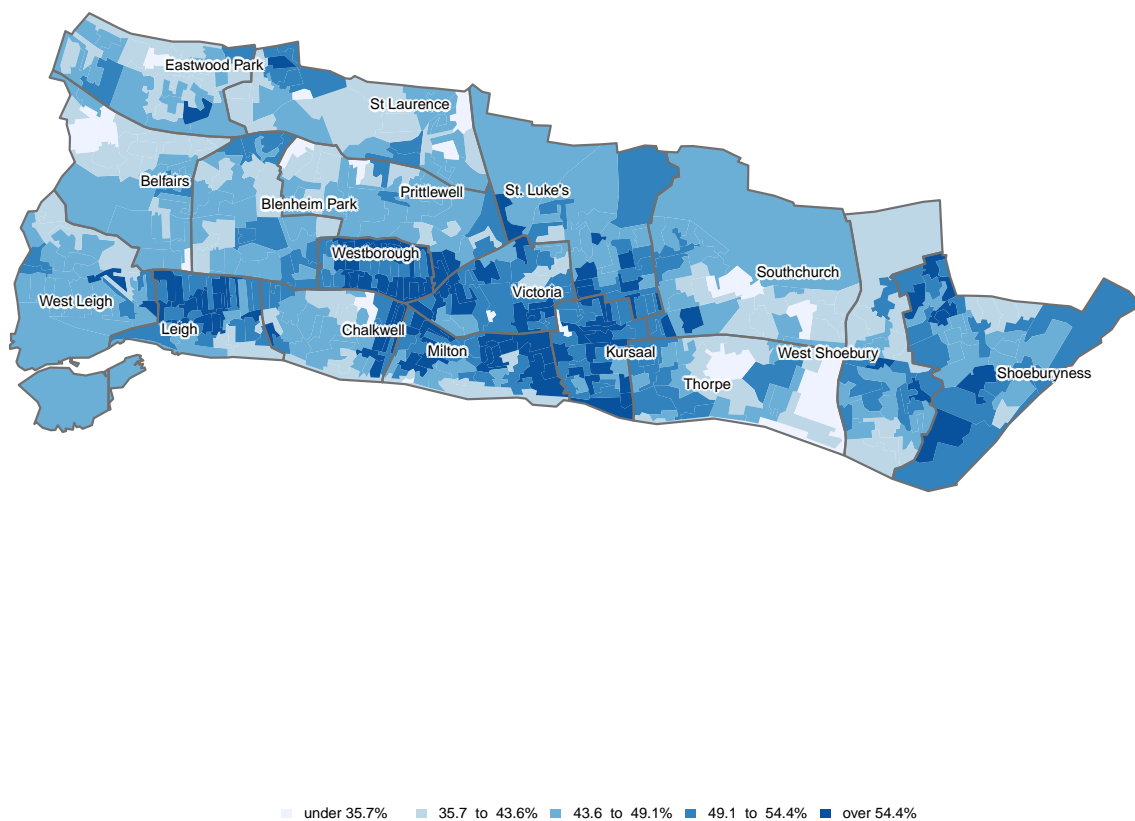 Eastwood Park
St Laurence
Belfairs
Blenheim Park
Prittlewell
St. Luke's
Westborough
Southchurch
West Leigh
Victoria
Leigh
Chalkwell
Milton
Kursaal
West Shoebury
Thorpe
Shoeburyness
under 35.7% 35.7 to 43.6% 43.6 to 49.1% 49.1 to 54.4% over 54.4%